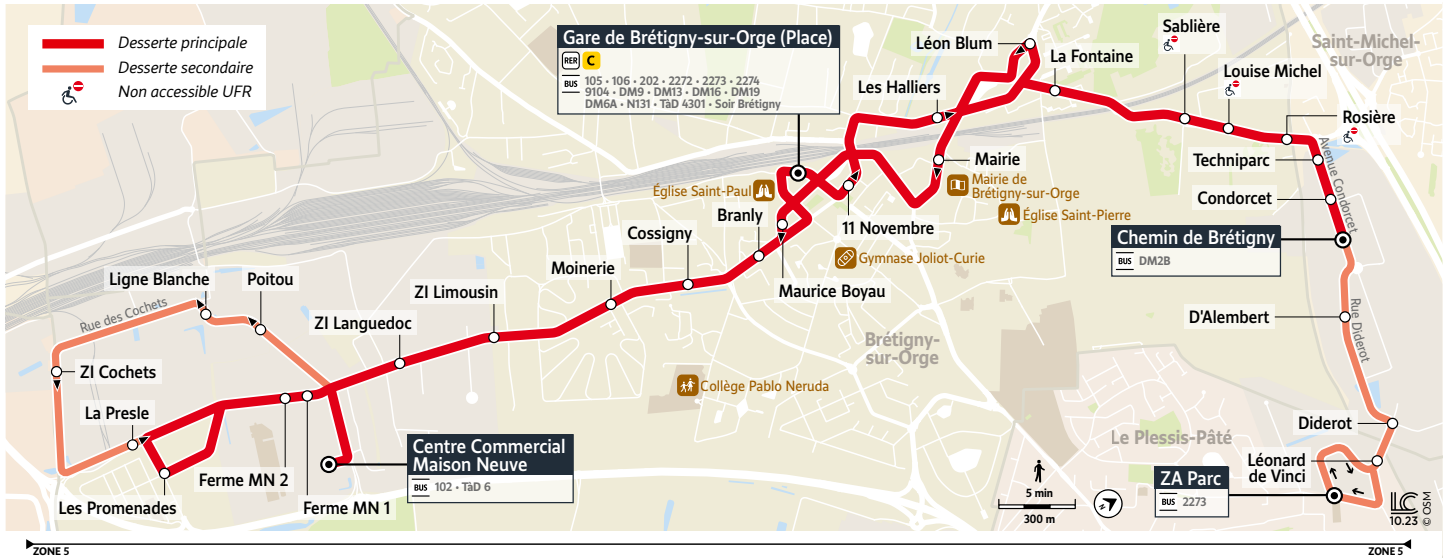 Desserte principale
Desserte secondaire
Non accessible UFR
Gare de Brétigny-sur-Orge (Place)
RER C
BUS
105 • 106 • 202 • 2272 • 2273 • 2274
9104 • DM9 • DM13 • DM16 • DM19
DM6A • N131 • TàD 4301 • Soir Brétigny
Léon Blum
La Fontaine
Les Halliers
Sablière
Louise Michel
Rosière
Saint-Michel-
sur-Orge
Techniparc
Condorcet
Avenue Condorcet
Chemin de Brétigny
BUS DM2B
Mairie
Mairie de
Brétigny-sur-Orge
Église Saint-Pierre
Église Saint-Paul
Branly
11 Novembre
Gymnase Joliot-Curie
Maurice Boyau
Cossigny
Moinerie
ZI Limousin
ZI Languedoc
Poitou
Ligne Blanche
Rue des Cochets
ZI Cochets
La Presle
Les Promenades
Ferme MN 2
Ferme MN 1
Centre Commercial
Maison Neuve
BUS 102 • TàD 6
Collège Pablo Neruda
Brétigny-
sur-Orge
D'Alembert
Rue Diderot
Diderot
Le Plessis-Pâté
Léonard
de Vinci
ZA Parc
BUS 2273
5 min
300 m
N
LC
10.23
© OSM
ZONE 5
ZONE 5